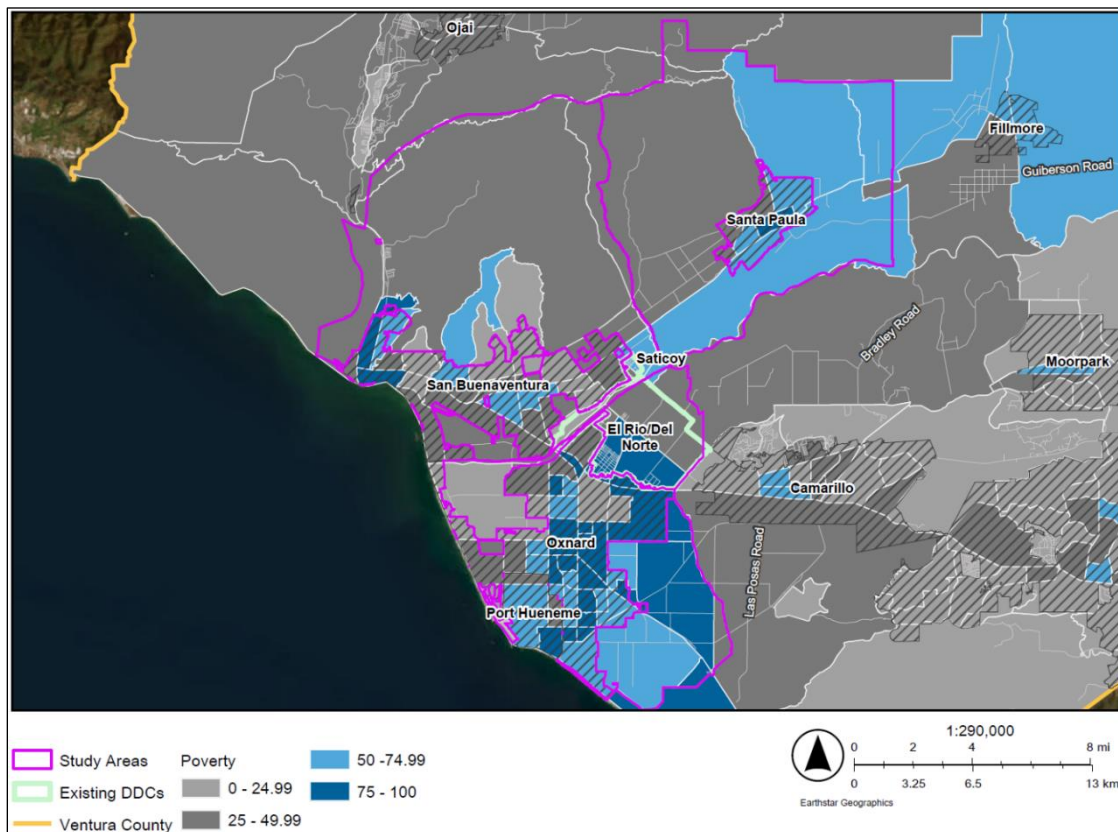 Ojai
Fillmore
Guiberson Road
Santa Paula
Bradley Road
Moorpark
Saticoy
San Buenaventura
El Rio/Del
Norte
Camarillo
Oxnard
Las Posas Road
Port Hueneme
Study Areas
Existing DDCs
Ventura County
Poverty
0 - 24.99
25 - 49.99
50 -74.99
75 - 100
1:290,000
0 2 4 8 mi
0 3.25 6.5 13 km
Earthstar Geographics